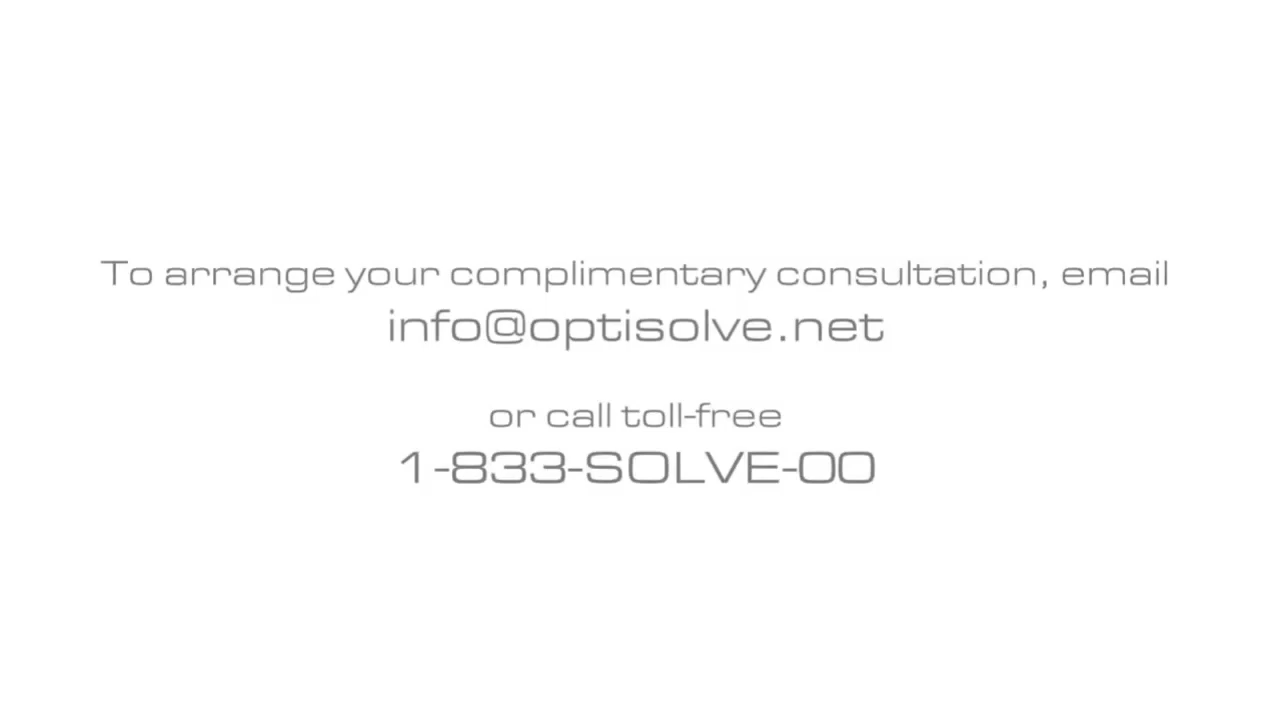 To arrange your complimentary consultation, email
info@optisolve.net
or call toll-free
1-833-SOLVE-00